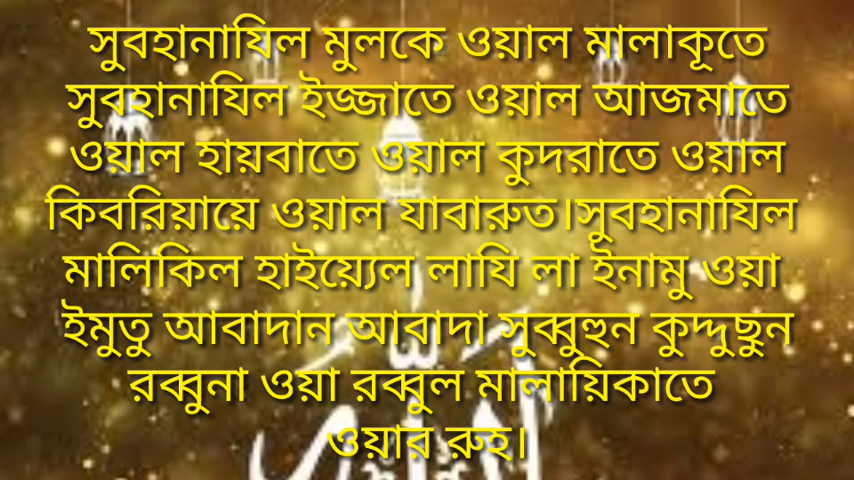 সুবহানাযিল মুলকে ওয়াল মালাকূতে
সুবহানাযিল ইজ্জাতে ওয়াল আজমাতে
ওয়াল হায়বাতে ওয়াল কুদরাতে ওয়াল
কিবরিয়ায়ে ওয়াল যাবারুত।সুবহানাযিল
মালিকিল হাইয়্যেল লাযি লা ইনামু ওয়া
ইমুতু আবাদান আবাদা সুব্বুহুন কুদ্দুছুন
রব্বুনা ওয়া রব্বুল মালায়িকাতে
ওয়ার রুহ।